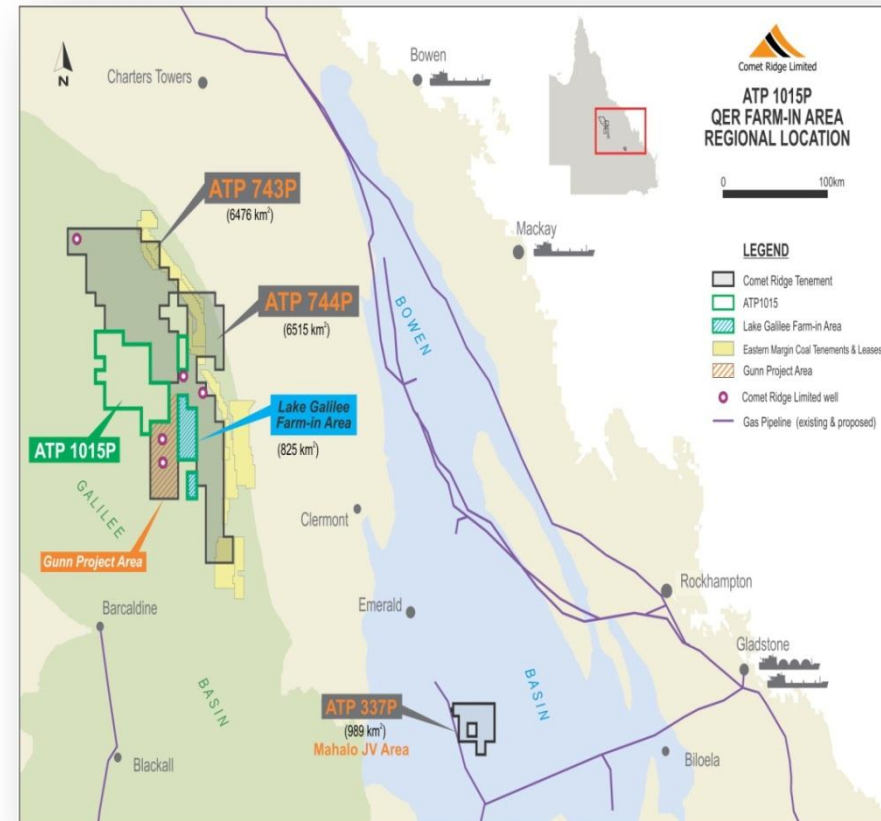 N
Charters Towers
Bowen
Comet Ridge Limited
ATP 1015P
QER FARM-IN AREA
REGIONAL LOCATION
0 100km
Mackay
ATP 743P
(6476 km²)
ATP 744P
(6515 km²)
LEGEND
Comet Ridge Tenement
ATP1015
Lake Galilee Farm-in Area
Eastern Margin Coal Tenements & Leases
Gunn Project Area
Comet Ridge Limited well
Gas Pipeline (existing & proposed)
BOWEN
Lake Galilee
Farm-in Area
(825 km²)
ATP 1015P
GALILEE
Gunn Project Area
Clermont
Barcaldine
Emerald
Rockhampton
Gladstone
BASIN
BASIN
ATP 337P
(989 km²)
Mahalo JV Area
Blackall
Biloela